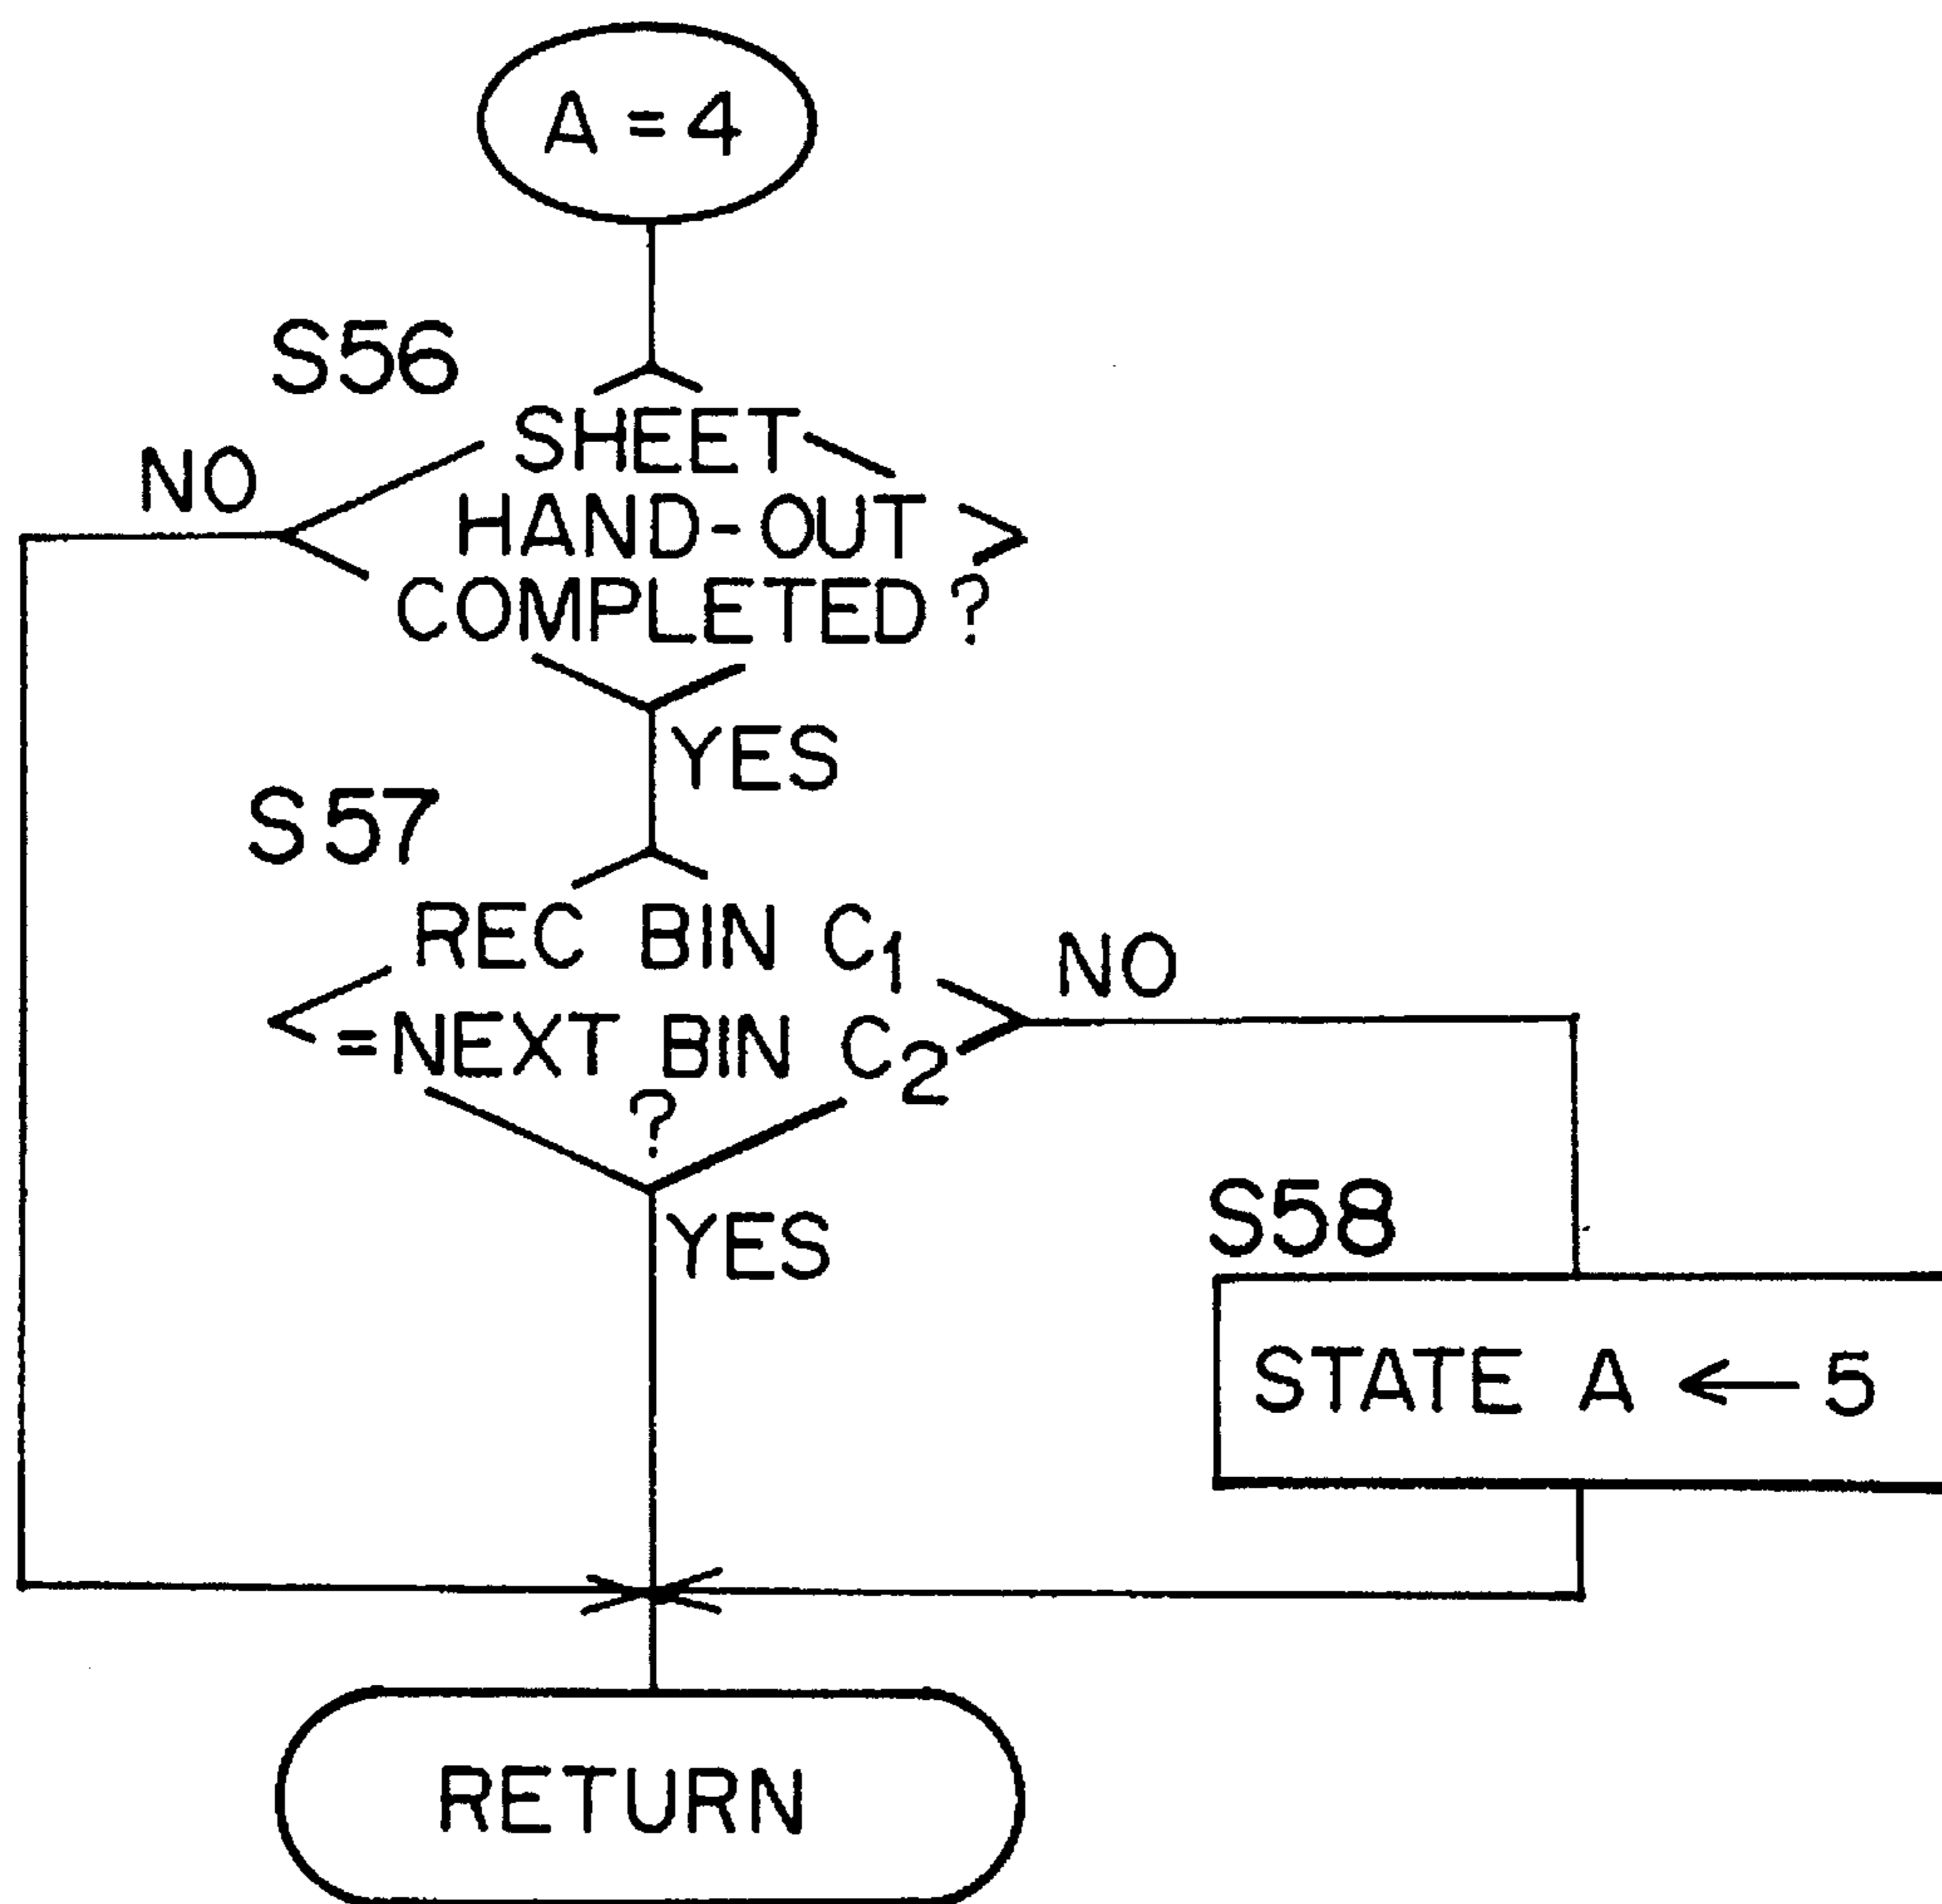 A = 4
S56
NO
SHEET
HAND-OUT
COMPLETED ?
YES
S57
REC BIN C1
=NEXT BIN C2
?
NO
YES
S58
STATE A ← 5
RETURN